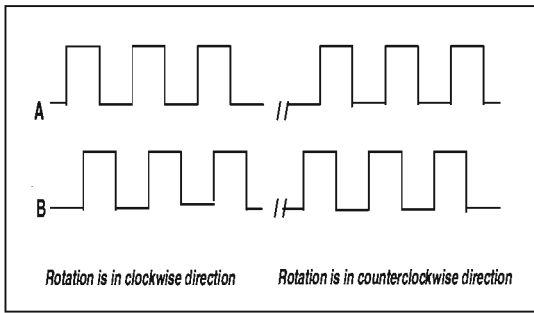 A
//
B
//
Rotation is in clockwise direction
Rotation is in counterclockwise direction